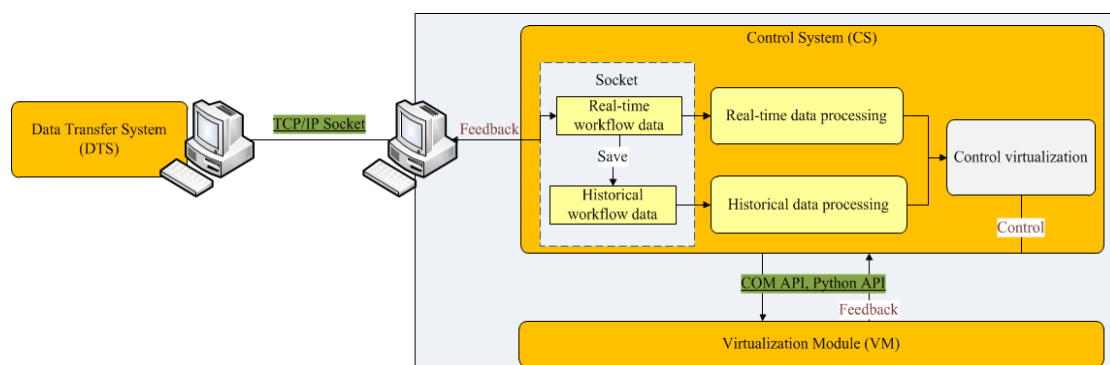 Control System (CS)
Socket
Data Transfer System
(DTS)
TCP/IP Socket
Feedback
Real-time
workflow data
Real-time data processing
Save
Control virtualization
Historical
workflow data
Historical data processing
Control
COM API, Python API
Feedback
Virtualization Module (VM)